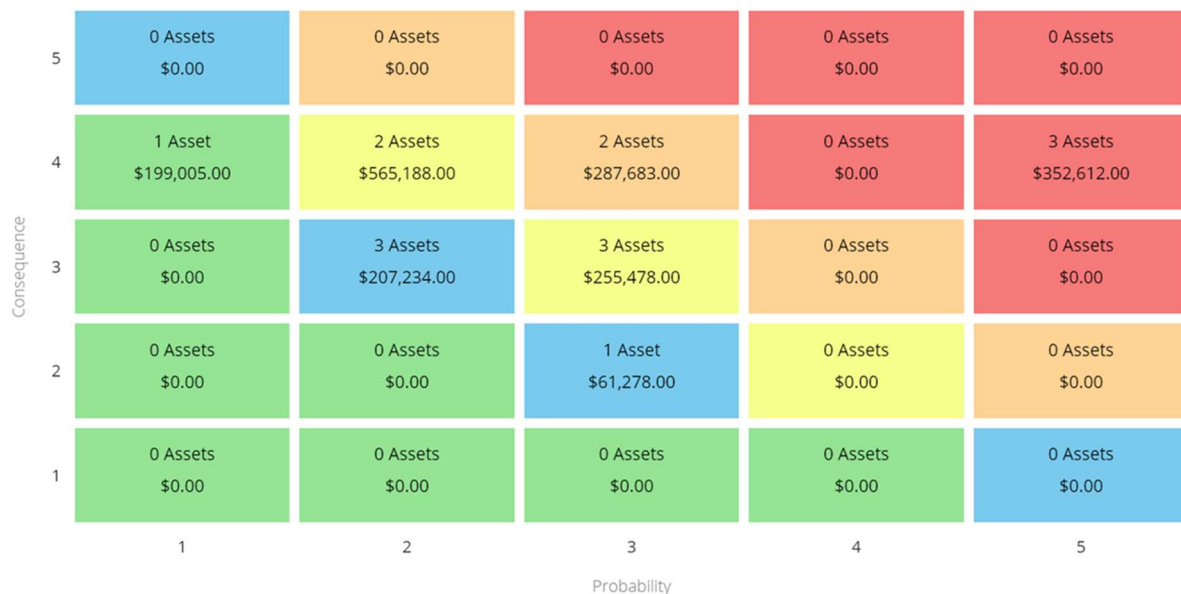 0 Assets 0 Assets 0 Assets 0 Assets 0 Assets
5
$0.00 $0.00 $0.00 $0.00 $0.00
1 Asset 2 Assets 2 Assets 0 Assets 3 Assets
4
$199,005.00 $565,188.00 $287,683.00 $0.00 $352,612.00
Consequence
0 Assets 3 Assets 3 Assets 0 Assets 0 Assets
3
$0.00 $207,234.00 $255,478.00 $0.00 $0.00
0 Assets 0 Assets 1 Asset 0 Assets 0 Assets
2
$0.00 $0.00 $61,278.00 $0.00 $0.00
0 Assets 0 Assets 0 Assets 0 Assets 0 Assets
1
$0.00 $0.00 $0.00 $0.00 $0.00
1 2 3 4 5
Probability